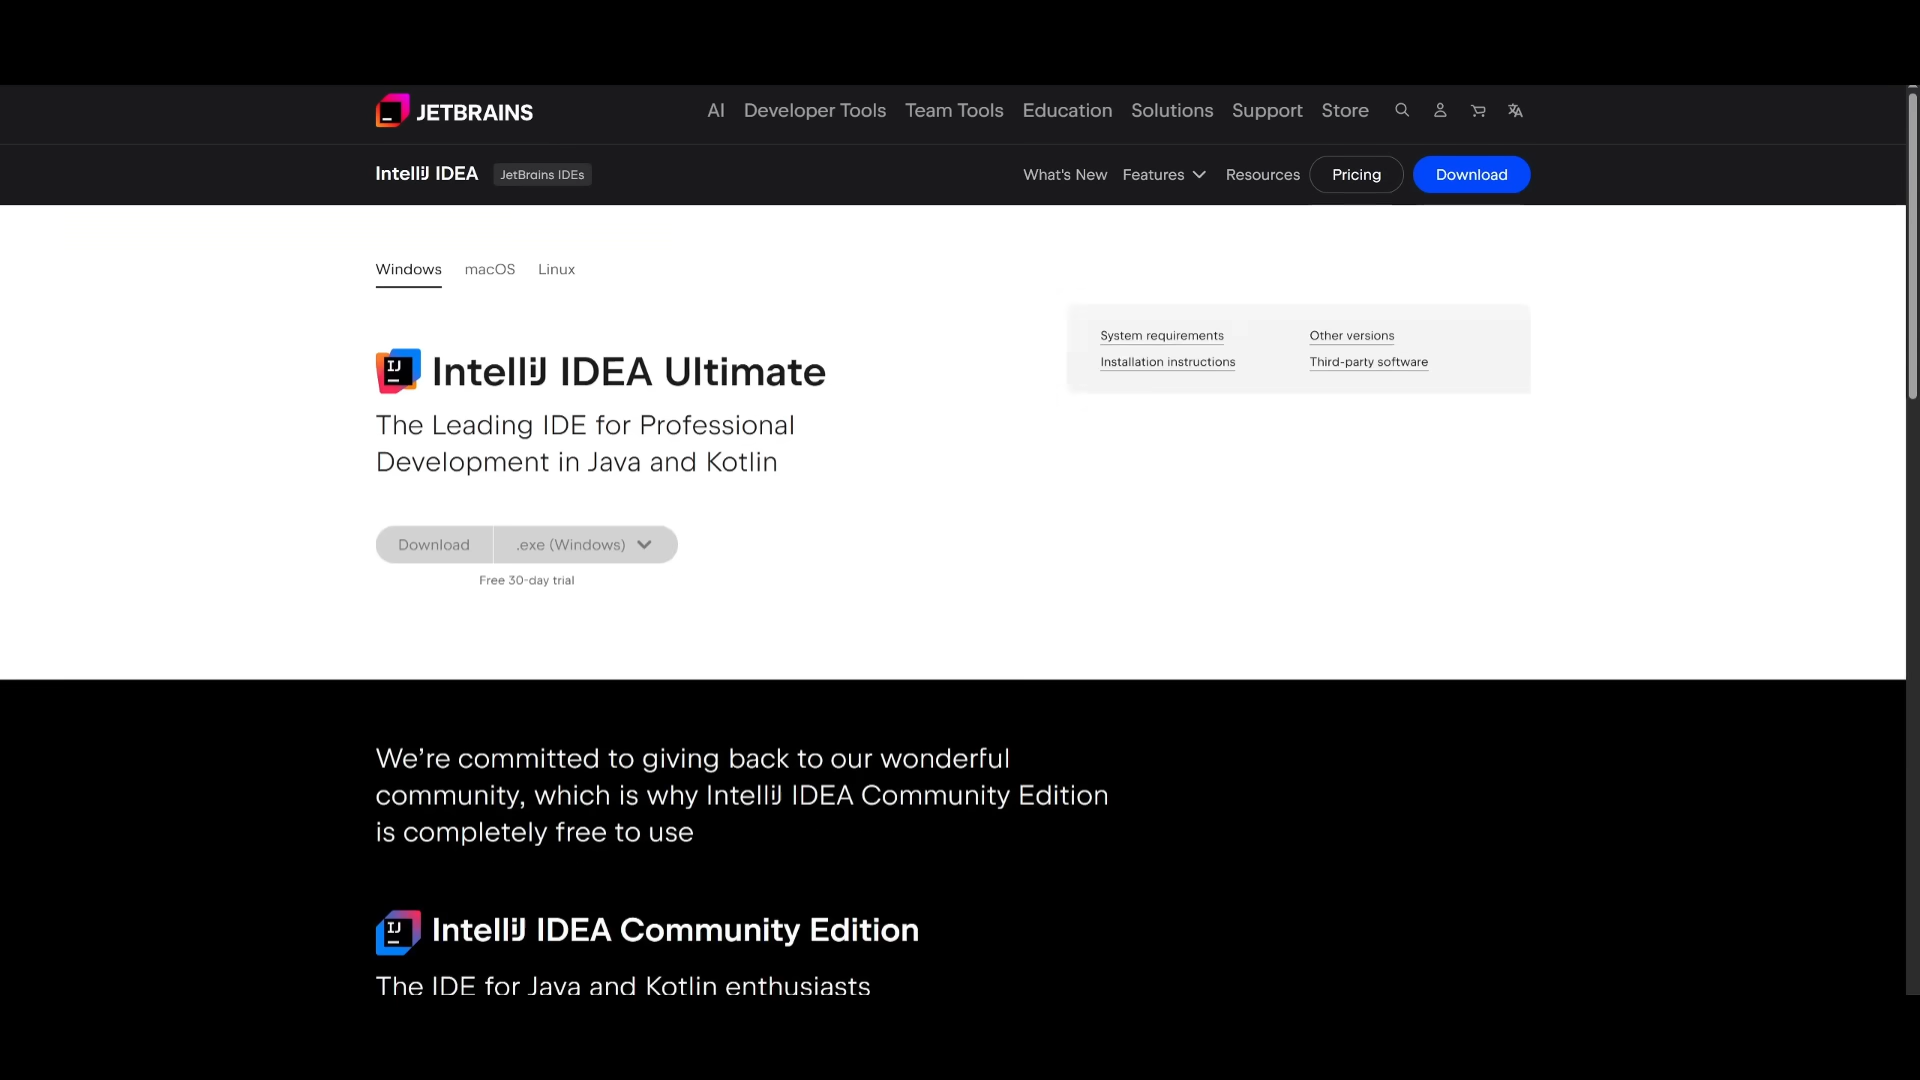 JETBRAINS
AI Developer Tools Team Tools Education Solutions Support Store
IntelliJ IDEA JetBrains IDEs
What's New Features Resources Pricing Download
Windows macOS Linux
System requirements Other versions
Installation instructions Third-party software
IJ IntelliJ IDEA Ultimate
The Leading IDE for Professional
Development in Java and Kotlin
Download .exe (Windows)
Free 30-day trial
We’re committed to giving back to our wonderful
community, which is why IntelliJ IDEA Community Edition
is completely free to use
IJ IntelliJ IDEA Community Edition
The IDE for Java and Kotlin enthusiasts